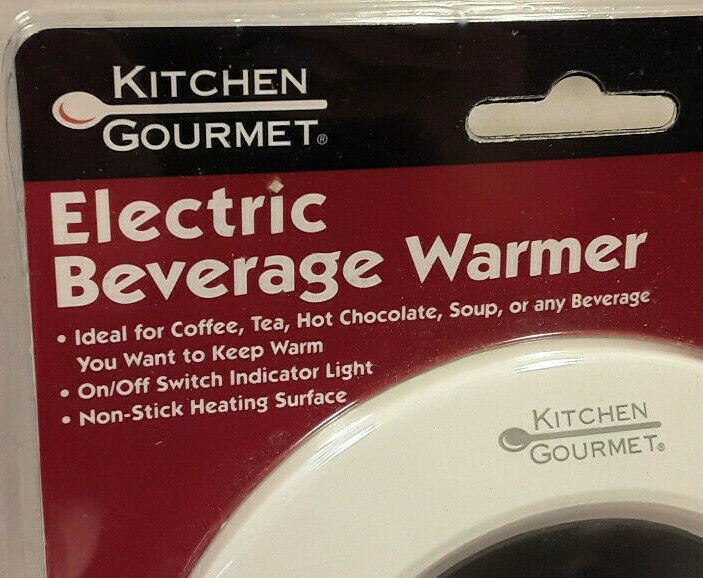 KITCHEN
GOURMET®
Electric
Beverage Warmer
• Ideal for Coffee, Tea, Hot Chocolate, Soup, or any Beverage
You Want to Keep Warm
• On/Off Switch Indicator Light
• Non-Stick Heating Surface
KITCHEN
GOURMET®